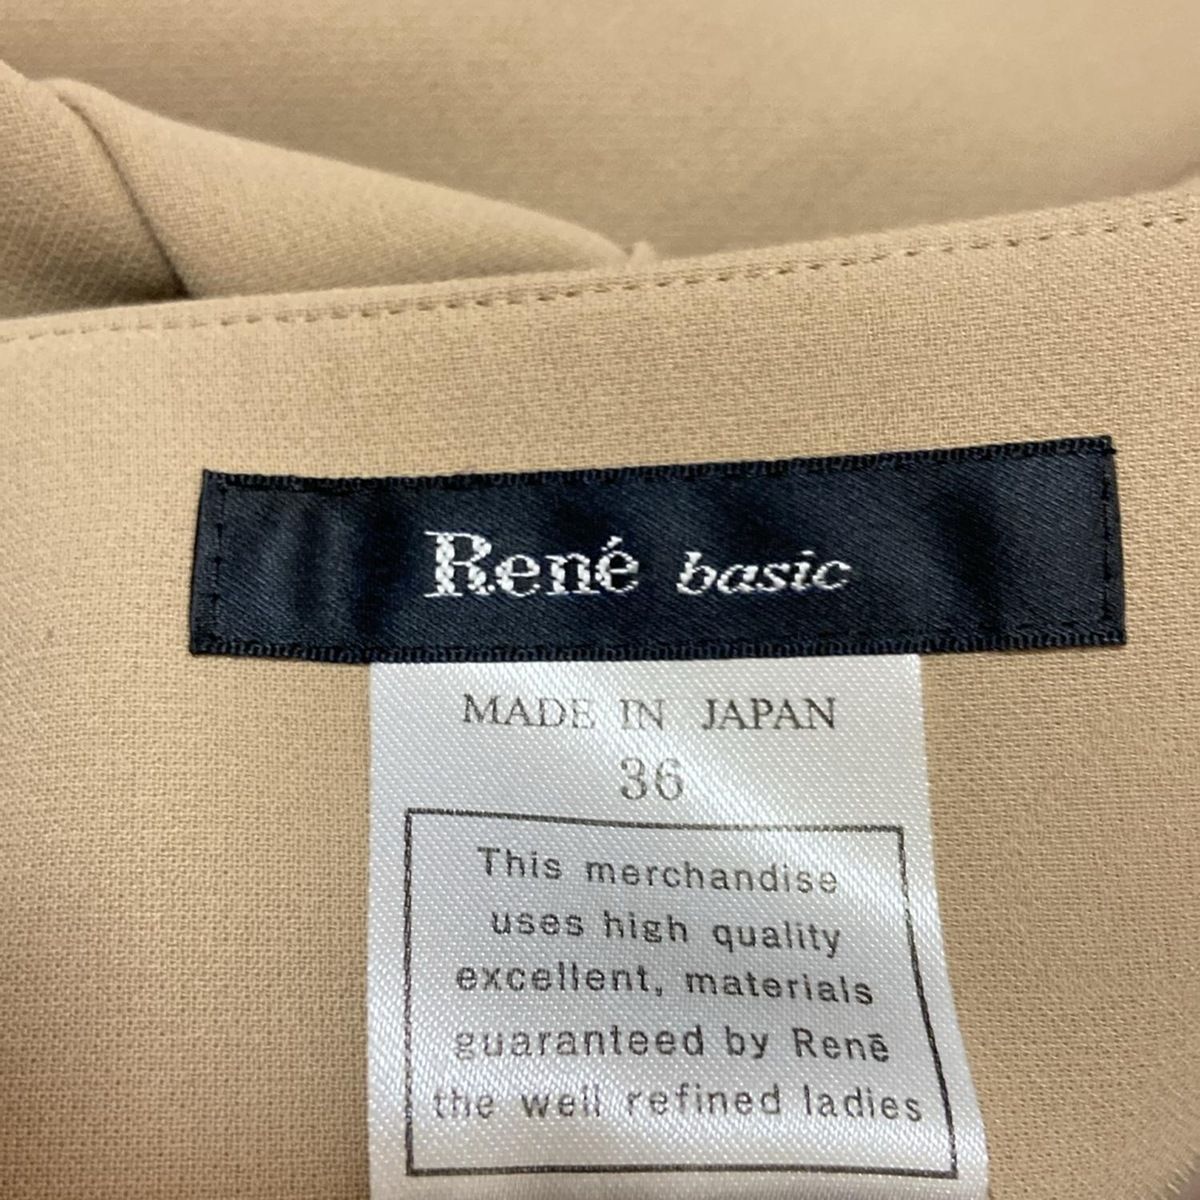 René basic
MADE IN JAPAN
36
This merchandise
uses high quality
excellent, materials
guaranteed by Renē
the well refined ladies